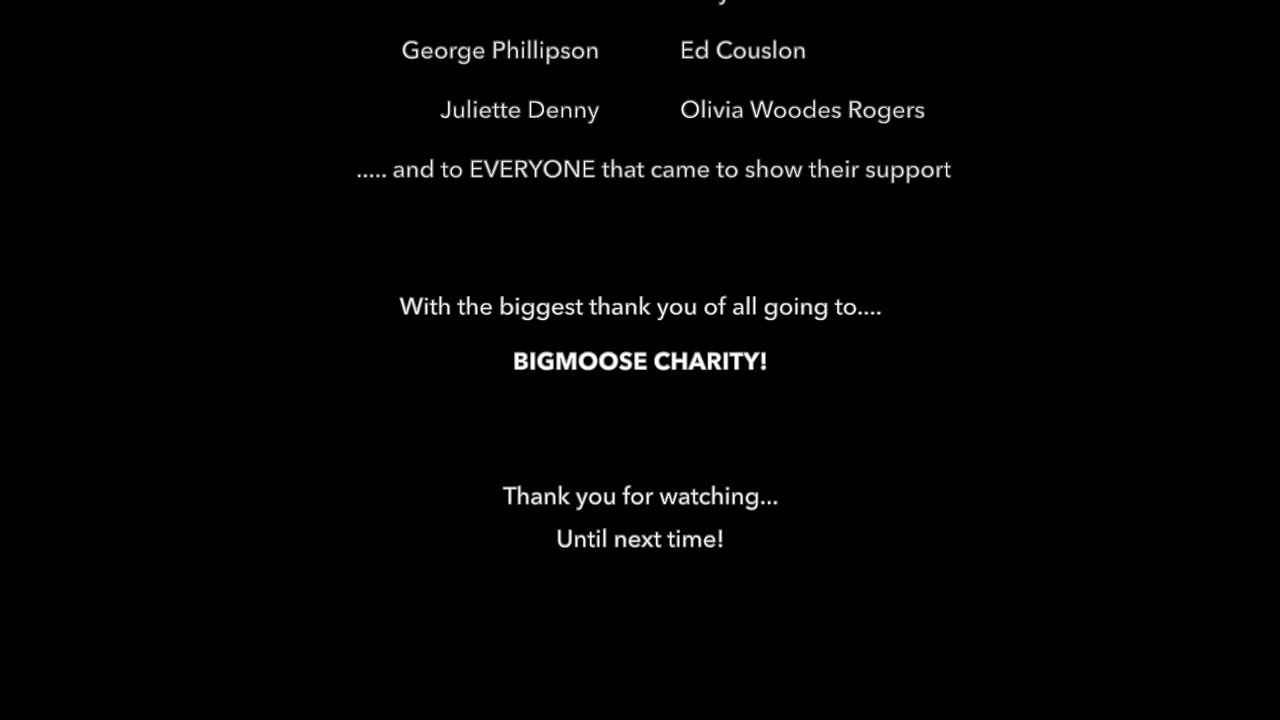 George Phillipson Ed Couslon
Juliette Denny Olivia Woodes Rogers
..... and to EVERYONE that came to show their support
With the biggest thank you of all going to....
BIGMOOSE CHARITY!
Thank you for watching...
Until next time!